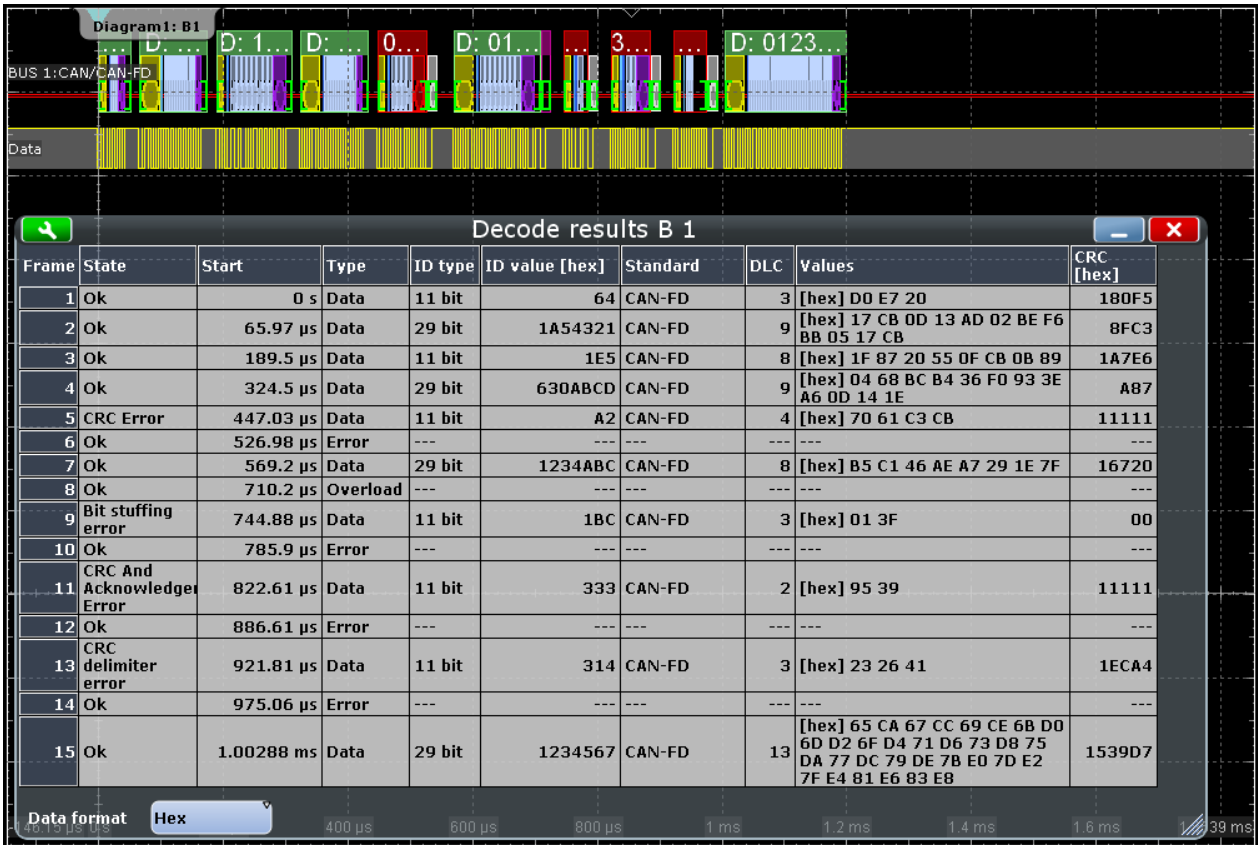 Diagram1: B1
... D: ... D: 1... D: ... 0... D: 01... ... 3... ... D: 0123...
BUS 1:CAN/CAN-FD
Data
Decode results B 1
Frame State Start Type ID type ID value [hex] Standard DLC Values CRC [hex]
1 Ok 0 s Data 11 bit 64 CAN-FD 3 [hex] D0 E7 20 180F5
2 Ok 65.97 µs Data 29 bit 1A54321 CAN-FD 9 [hex] 17 CB 0D 13 AD 02 BE F6 BB 05 17 CB 8FC3
3 Ok 189.5 µs Data 11 bit 1E5 CAN-FD 8 [hex] 1F 87 20 55 0F CB 0B 89 1A7E6
4 Ok 324.5 µs Data 29 bit 630ABCD CAN-FD 9 [hex] 04 68 BC B4 36 F0 93 3E A6 0D 14 1E A87
5 CRC Error 447.03 µs Data 11 bit A2 CAN-FD 4 [hex] 70 61 C3 CB 11111
6 Ok 526.98 µs Error --- --- --- --- --- ---
7 Ok 569.2 µs Data 29 bit 1234ABC CAN-FD 8 [hex] B5 C1 46 AE A7 29 1E 7F 16720
8 Ok 710.2 µs Overload --- --- --- --- --- ---
9 Bit stuffing error 744.88 µs Data 11 bit 1BC CAN-FD 3 [hex] 01 3F 00
10 Ok 785.9 µs Error --- --- --- --- --- ---
11 CRC And Acknowledger Error 822.61 µs Data 11 bit 333 CAN-FD 2 [hex] 95 39 11111
12 Ok 886.61 µs Error --- --- --- --- --- ---
13 CRC delimiter error 921.81 µs Data 11 bit 314 CAN-FD 3 [hex] 23 26 41 1ECA4
14 Ok 975.06 µs Error --- --- --- --- --- ---
15 Ok 1.00288 ms Data 29 bit 1234567 CAN-FD 13 [hex] 65 CA 67 CC 69 CE 6B D0 6D D2 6F D4 71 D6 73 D8 75 DA 77 DC 79 DE 7B E0 7D E2 7F E4 81 E6 83 E8 1539D7
Data format Hex
0 s 400 µs 600 µs 800 µs 1 ms 1.2 ms 1.4 ms 1.6 ms 39 ms